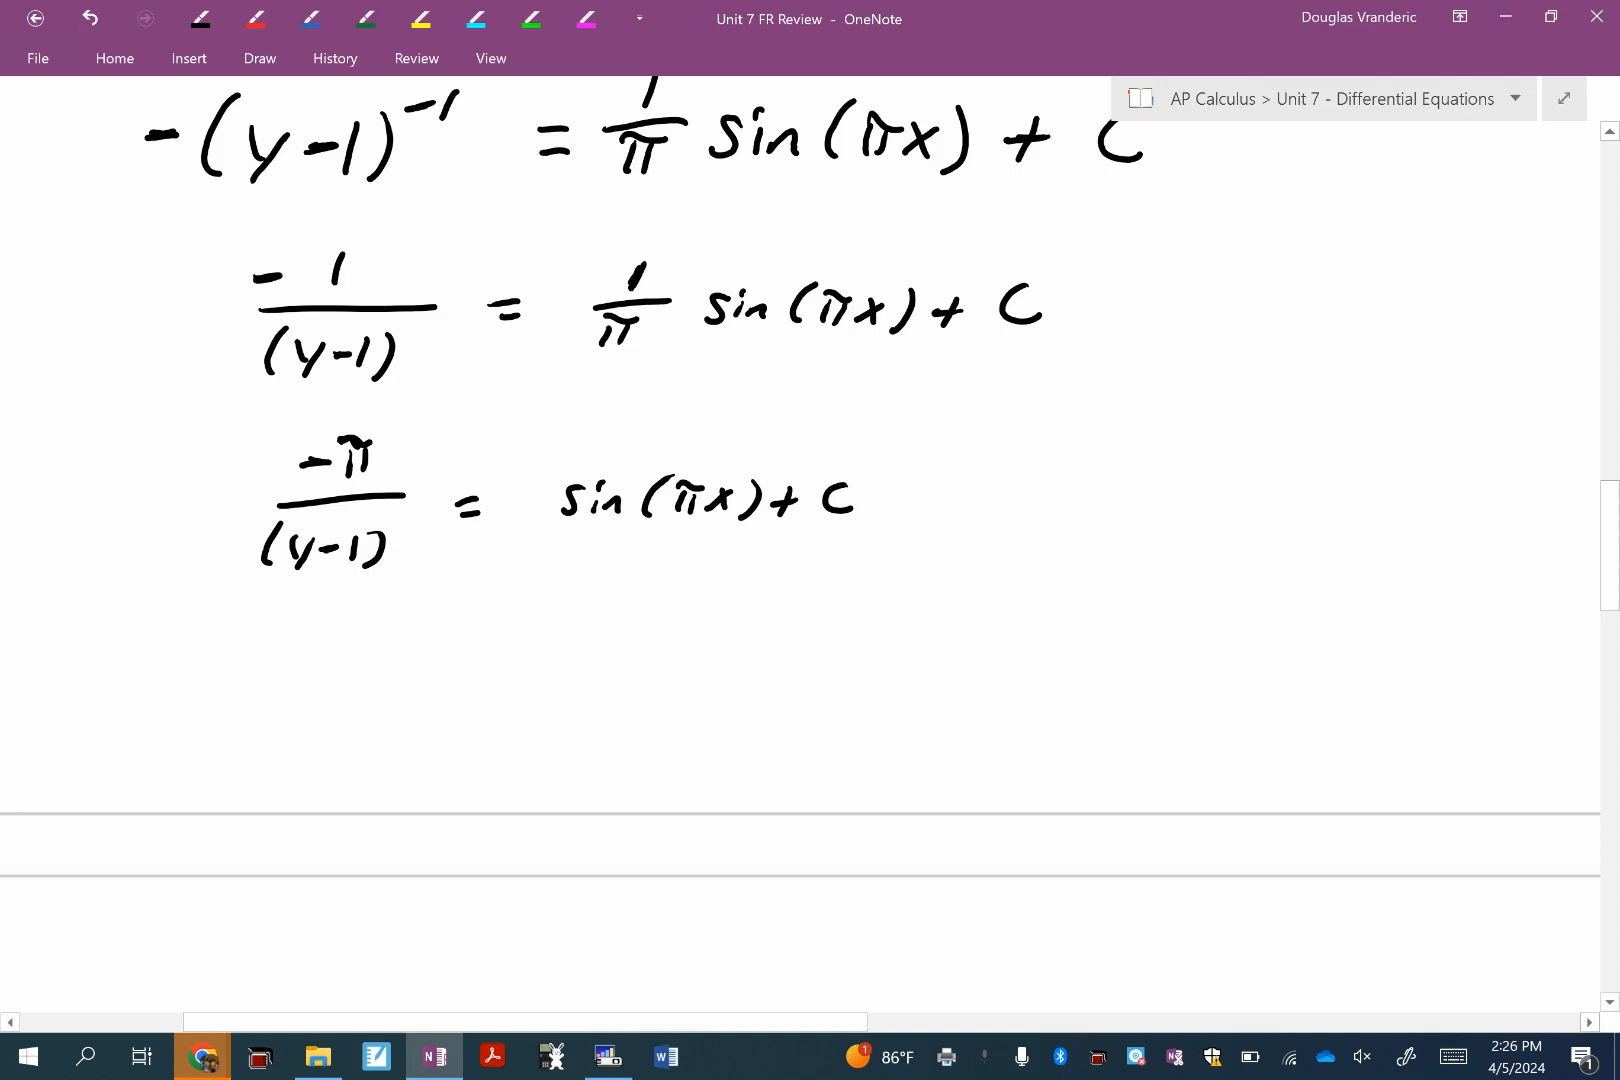 Unit 7 FR Review - OneNote
Douglas Vranderic
File Home Insert Draw History Review View
AP Calculus > Unit 7 - Differential Equations
-(y-1)^-1 = 1/π sin(πx) + C
-1/(y-1) = 1/π sin(πx) + C
-π/(y-1) = sin(πx) + C
86°F
2:26 PM
4/5/2024